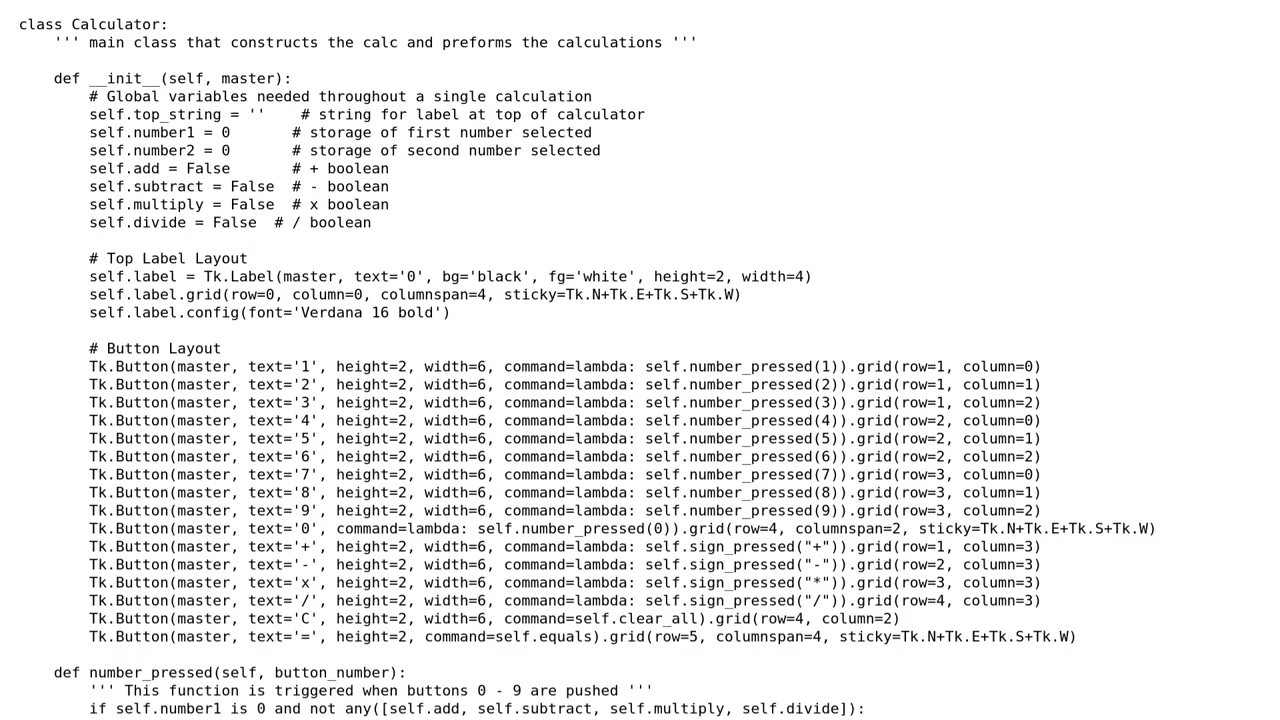 class Calculator:
    ''' main class that constructs the calc and preforms the calculations '''

    def __init__(self, master):
        # Global variables needed throughout a single calculation
        self.top_string = ''    # string for label at top of calculator
        self.number1 = 0       # storage of first number selected
        self.number2 = 0       # storage of second number selected
        self.add = False       # + boolean
        self.subtract = False  # - boolean
        self.multiply = False  # x boolean
        self.divide = False  # / boolean

        # Top Label Layout
        self.label = Tk.Label(master, text='0', bg='black', fg='white', height=2, width=4)
        self.label.grid(row=0, column=0, columnspan=4, sticky=Tk.N+Tk.E+Tk.S+Tk.W)
        self.label.config(font='Verdana 16 bold')

        # Button Layout
        Tk.Button(master, text='1', height=2, width=6, command=lambda: self.number_pressed(1)).grid(row=1, column=0)
        Tk.Button(master, text='2', height=2, width=6, command=lambda: self.number_pressed(2)).grid(row=1, column=1)
        Tk.Button(master, text='3', height=2, width=6, command=lambda: self.number_pressed(3)).grid(row=1, column=2)
        Tk.Button(master, text='4', height=2, width=6, command=lambda: self.number_pressed(4)).grid(row=2, column=0)
        Tk.Button(master, text='5', height=2, width=6, command=lambda: self.number_pressed(5)).grid(row=2, column=1)
        Tk.Button(master, text='6', height=2, width=6, command=lambda: self.number_pressed(6)).grid(row=2, column=2)
        Tk.Button(master, text='7', height=2, width=6, command=lambda: self.number_pressed(7)).grid(row=3, column=0)
        Tk.Button(master, text='8', height=2, width=6, command=lambda: self.number_pressed(8)).grid(row=3, column=1)
        Tk.Button(master, text='9', height=2, width=6, command=lambda: self.number_pressed(9)).grid(row=3, column=2)
        Tk.Button(master, text='0', command=lambda: self.number_pressed(0)).grid(row=4, columnspan=2, sticky=Tk.N+Tk.E+Tk.S+Tk.W)
        Tk.Button(master, text='+', height=2, width=6, command=lambda: self.sign_pressed("+")).grid(row=1, column=3)
        Tk.Button(master, text='-', height=2, width=6, command=lambda: self.sign_pressed("-")).grid(row=2, column=3)
        Tk.Button(master, text='x', height=2, width=6, command=lambda: self.sign_pressed("*")).grid(row=3, column=3)
        Tk.Button(master, text='/', height=2, width=6, command=lambda: self.sign_pressed("/")).grid(row=4, column=3)
        Tk.Button(master, text='C', height=2, width=6, command=self.clear_all).grid(row=4, column=2)
        Tk.Button(master, text='=', height=2, command=self.equals).grid(row=5, columnspan=4, sticky=Tk.N+Tk.E+Tk.S+Tk.W)

    def number_pressed(self, button_number):
        ''' This function is triggered when buttons 0 - 9 are pushed '''
        if self.number1 is 0 and not any([self.add, self.subtract, self.multiply, self.divide]):